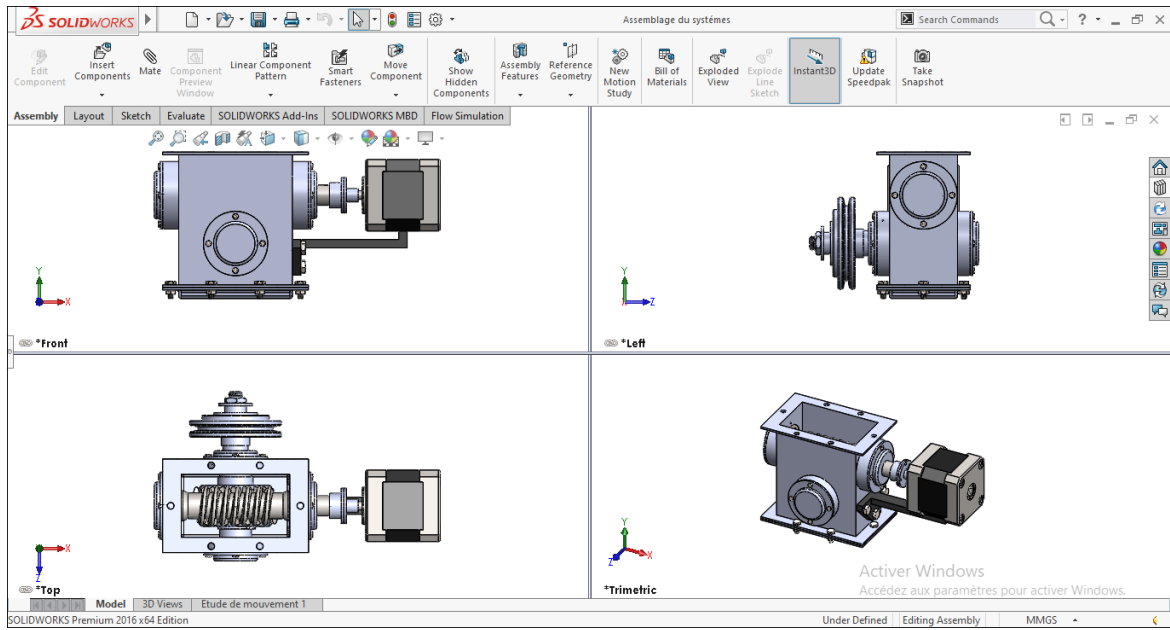 SOLIDWORKS
Assemblage du systémes
Search Commands
?
Edit Component
Insert Components
Mate
Component Preview Window
Linear Component Pattern
Smart Fasteners
Move Component
Show Hidden Components
Assembly Features
Reference Geometry
New Motion Study
Bill of Materials
Exploded View
Explode Line Sketch
Instant3D
Update Speedpak
Take Snapshot
Assembly Layout Sketch Evaluate SOLIDWORKS Add-Ins SOLIDWORKS MBD Flow Simulation
Y
X
*Front
Y
X
Z
*Left
X
Z
*Top
Y
X
Z
*Trimetric
Activer Windows
Accédez aux paramètres pour activer Windows.
Model 3D Views Etude de mouvement 1
SOLIDWORKS Premium 2016 x64 Edition
Under Defined Editing Assembly MMGS